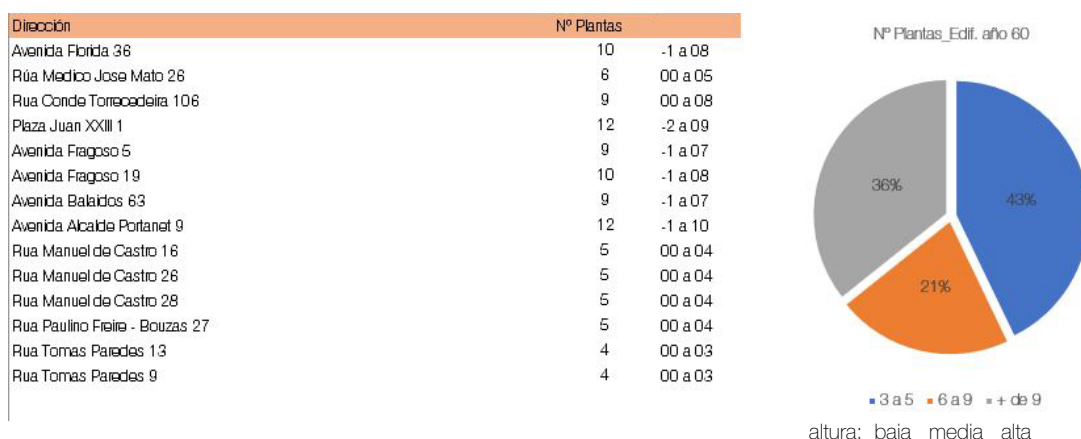 Dirección Nº Plantas
Avenida Florida 36 10 -1 a 08
Rúa Medico Jose Mato 26 6 00 a 05
Rua Conde Torrecedeira 106 9 00 a 08
Plaza Juan XXIII 1 12 -2 a 09
Avenida Fragoso 5 9 -1 a 07
Avenida Fragoso 19 10 -1 a 08
Avenida Balaidos 63 9 -1 a 07
Avenida Alcalde Portanet 9 12 -1 a 10
Rua Manuel de Castro 16 5 00 a 04
Rua Manuel de Castro 26 5 00 a 04
Rua Manuel de Castro 28 5 00 a 04
Rua Paulino Freire - Bouzas 27 5 00 a 04
Rua Tomas Paredes 13 4 00 a 03
Rua Tomas Paredes 9 4 00 a 03
Nº Plantas_Edif. año 60
36%
43%
21%
3 a 5 6 a 9 + de 9
altura: baja media alta